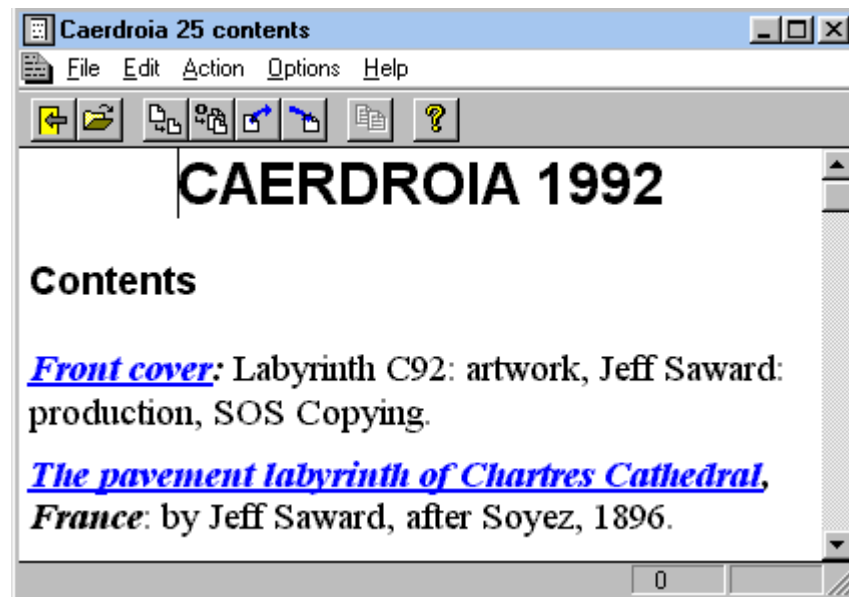 Caerdroia 25 contents
File Edit Action Options Help
CAERDROIA 1992
Contents
Front cover: Labyrinth C92: artwork, Jeff Saward:
production, SOS Copying.
The pavement labyrinth of Chartres Cathedral,
France: by Jeff Saward, after Soyez, 1896.
0